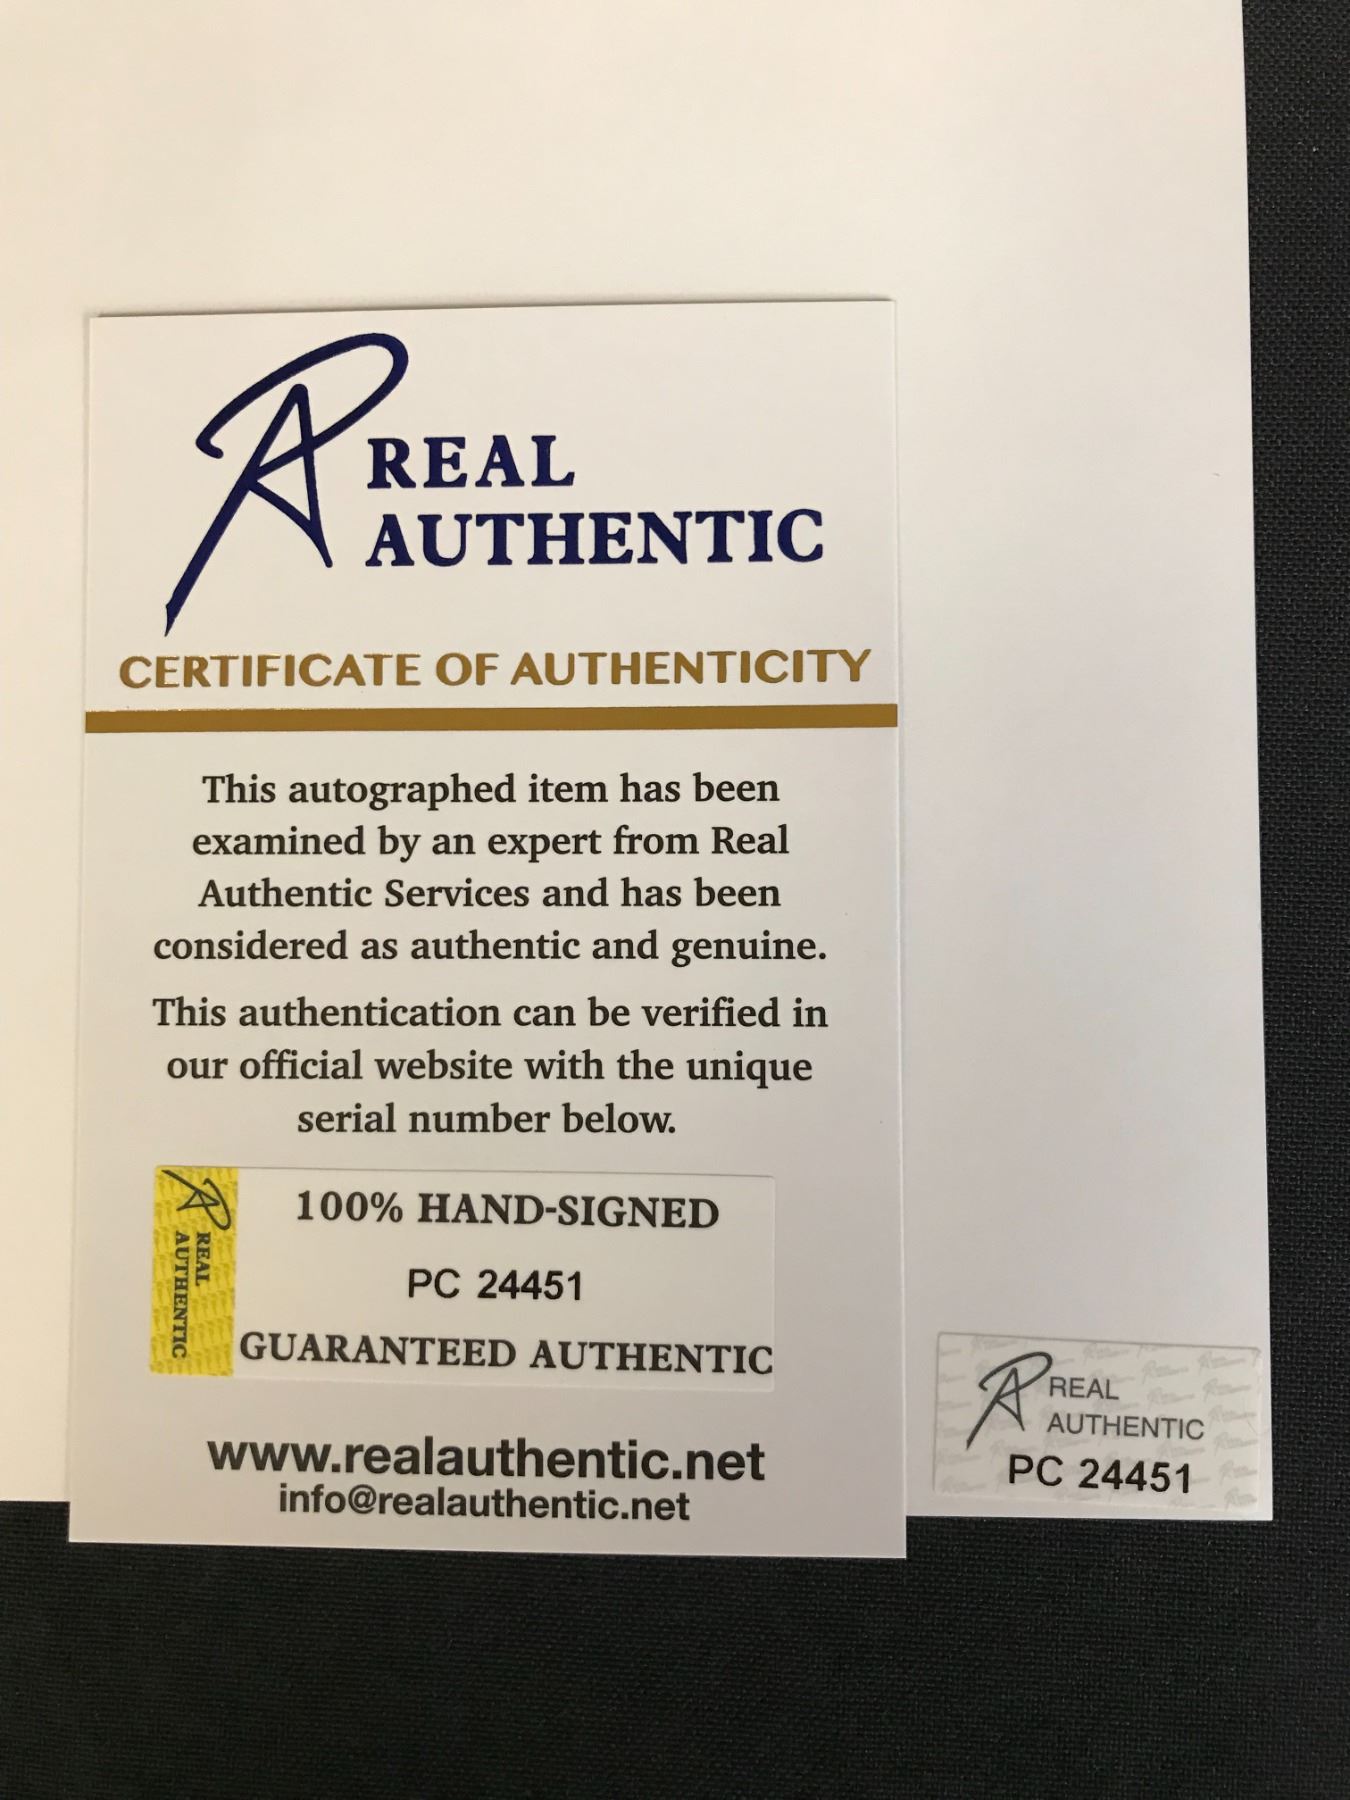 REAL
AUTHENTIC
CERTIFICATE OF AUTHENTICITY
This autographed item has been
examined by an expert from Real
Authentic Services and has been
considered as authentic and genuine.
This authentication can be verified in
our official website with the unique
serial number below.
REAL
AUTHENTIC
100% HAND-SIGNED
PC 24451
GUARANTEED AUTHENTIC
www.realauthentic.net
info@realauthentic.net
REAL
AUTHENTIC
PC 24451